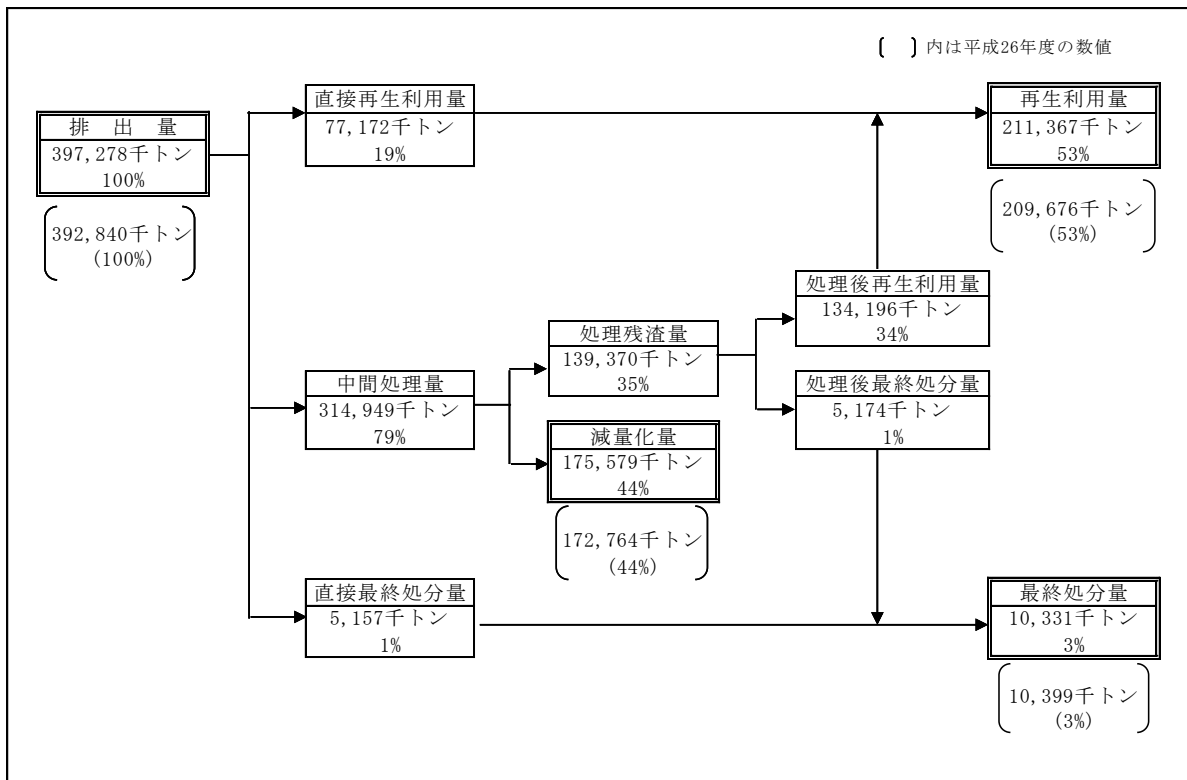 〔 〕内は平成26年度の数値
排 出 量
397,278千トン
100%
392,840千トン
(100%)
直接再生利用量
77,172千トン
19%
中間処理量
314,949千トン
79%
直接最終処分量
5,157千トン
1%
処理残渣量
139,370千トン
35%
減量化量
175,579千トン
44%
172,764千トン
(44%)
処理後再生利用量
134,196千トン
34%
処理後最終処分量
5,174千トン
1%
再生利用量
211,367千トン
53%
209,676千トン
(53%)
最終処分量
10,331千トン
3%
10,399千トン
(3%)